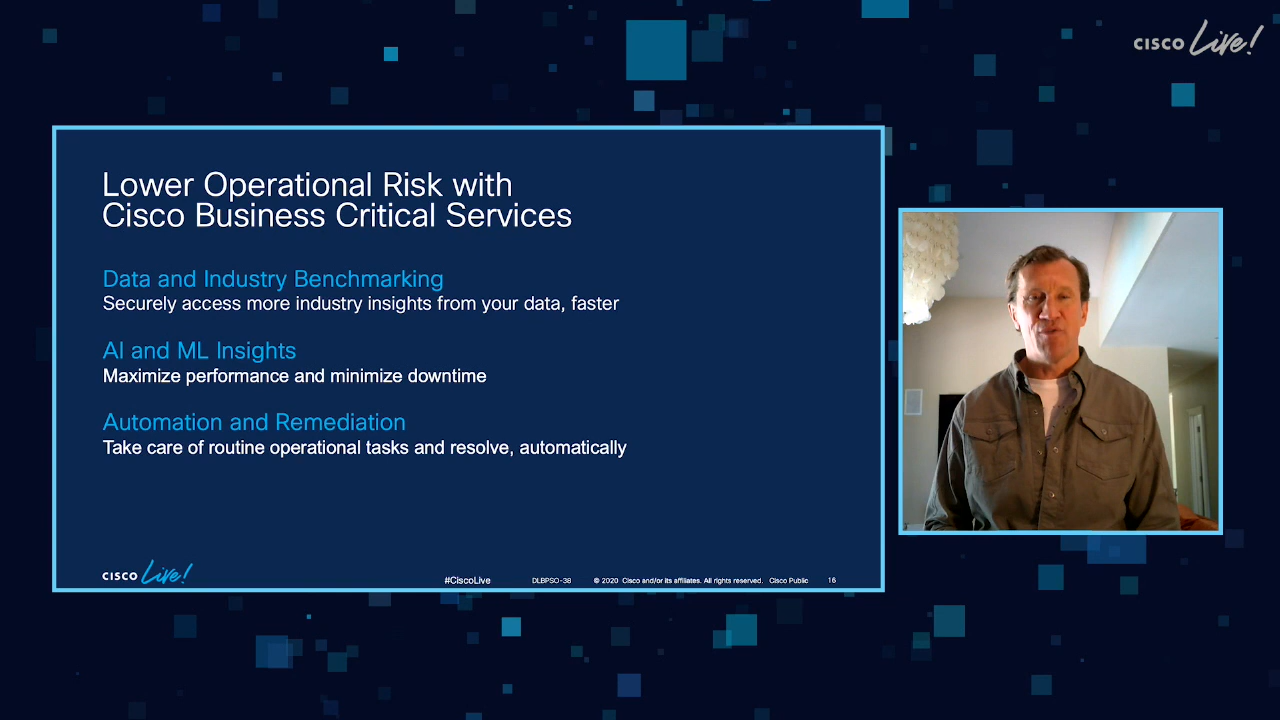 CISCO Live!
Lower Operational Risk with
Cisco Business Critical Services
Data and Industry Benchmarking
Securely access more industry insights from your data, faster
AI and ML Insights
Maximize performance and minimize downtime
Automation and Remediation
Take care of routine operational tasks and resolve, automatically
CISCO Live!
#CiscoLive
DLBPSO-38
© 2020 Cisco and/or its affiliates. All rights reserved. Cisco Public
16